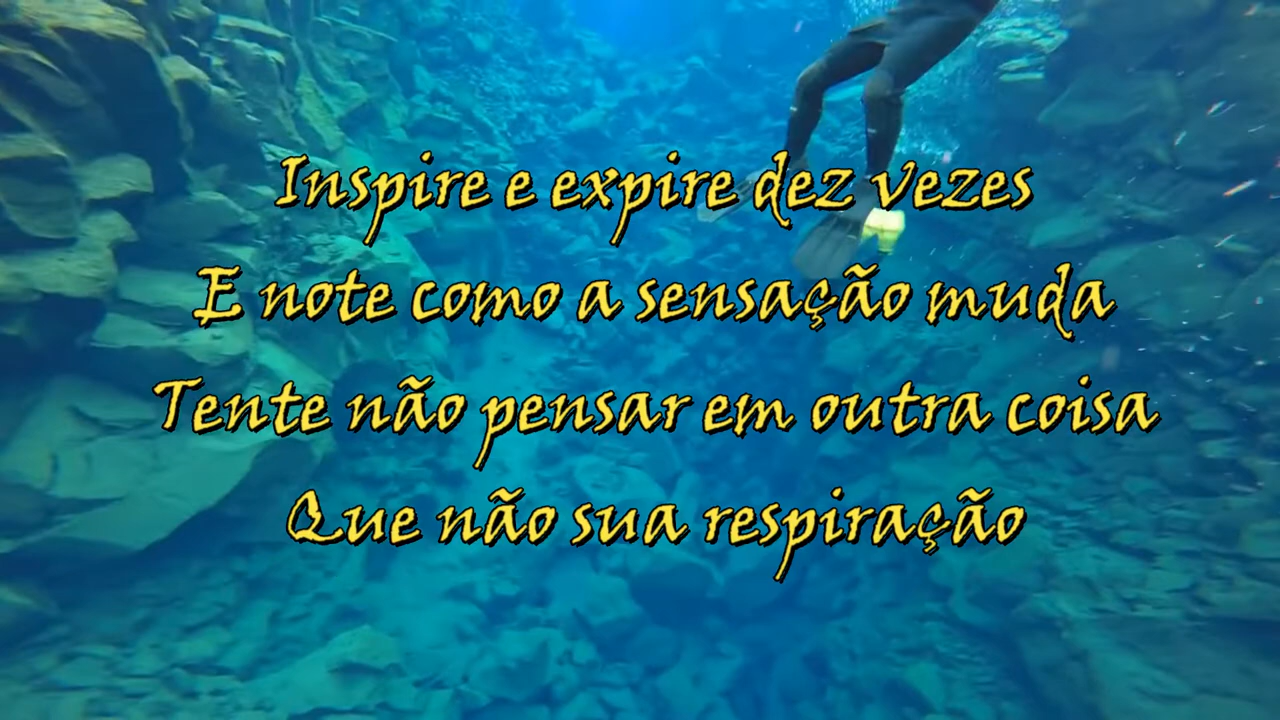 Inspire e expire dez vezes
E note como a sensação muda
Tente não pensar em outra coisa
Que não sua respiração